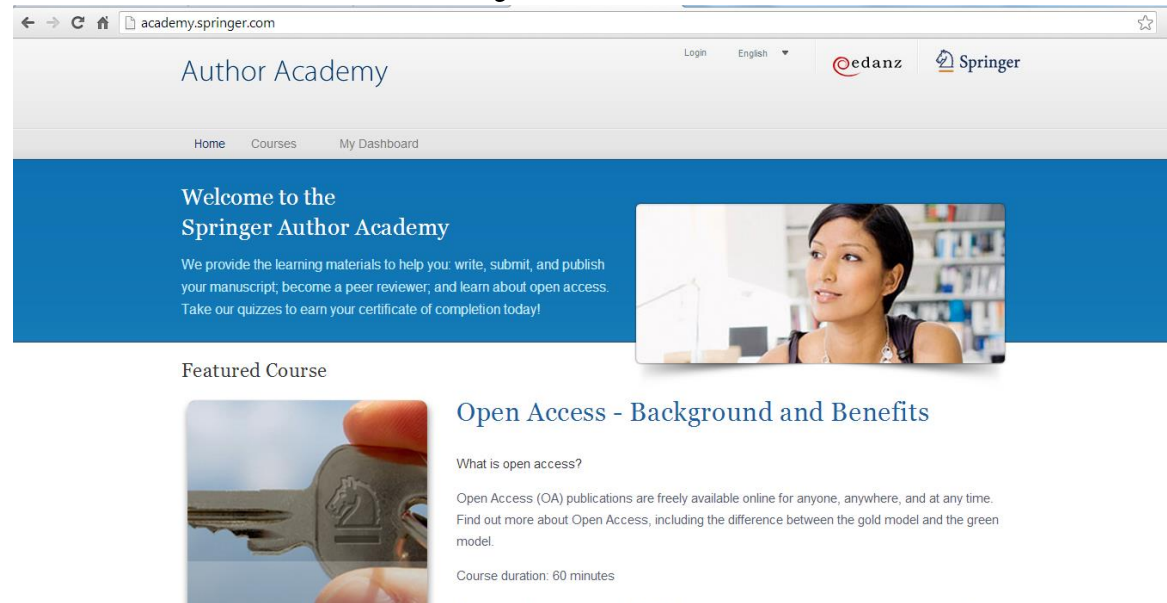 academy.springer.com
Author Academy
Login English
edanz
Springer
Home Courses My Dashboard
Welcome to the
Springer Author Academy
We provide the learning materials to help you: write, submit, and publish
your manuscript; become a peer reviewer; and learn about open access.
Take our quizzes to earn your certificate of completion today!
Featured Course
Open Access - Background and Benefits
What is open access?
Open Access (OA) publications are freely available online for anyone, anywhere, and at any time.
Find out more about Open Access, including the difference between the gold model and the green
model.
Course duration: 60 minutes